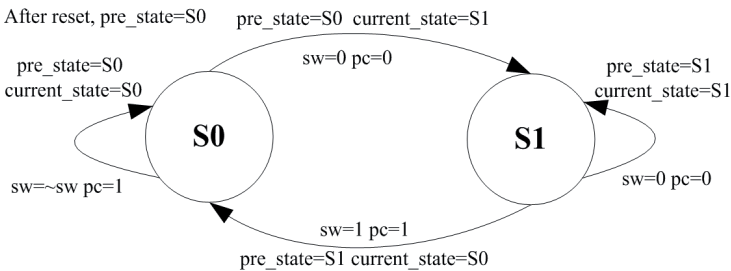 After reset, pre_state=S0
pre_state=S0 current_state=S1
sw=0 pc=0
pre_state=S0
current_state=S0
pre_state=S1
current_state=S1
S0
S1
sw=~sw pc=1
sw=0 pc=0
sw=1 pc=1
pre_state=S1 current_state=S0